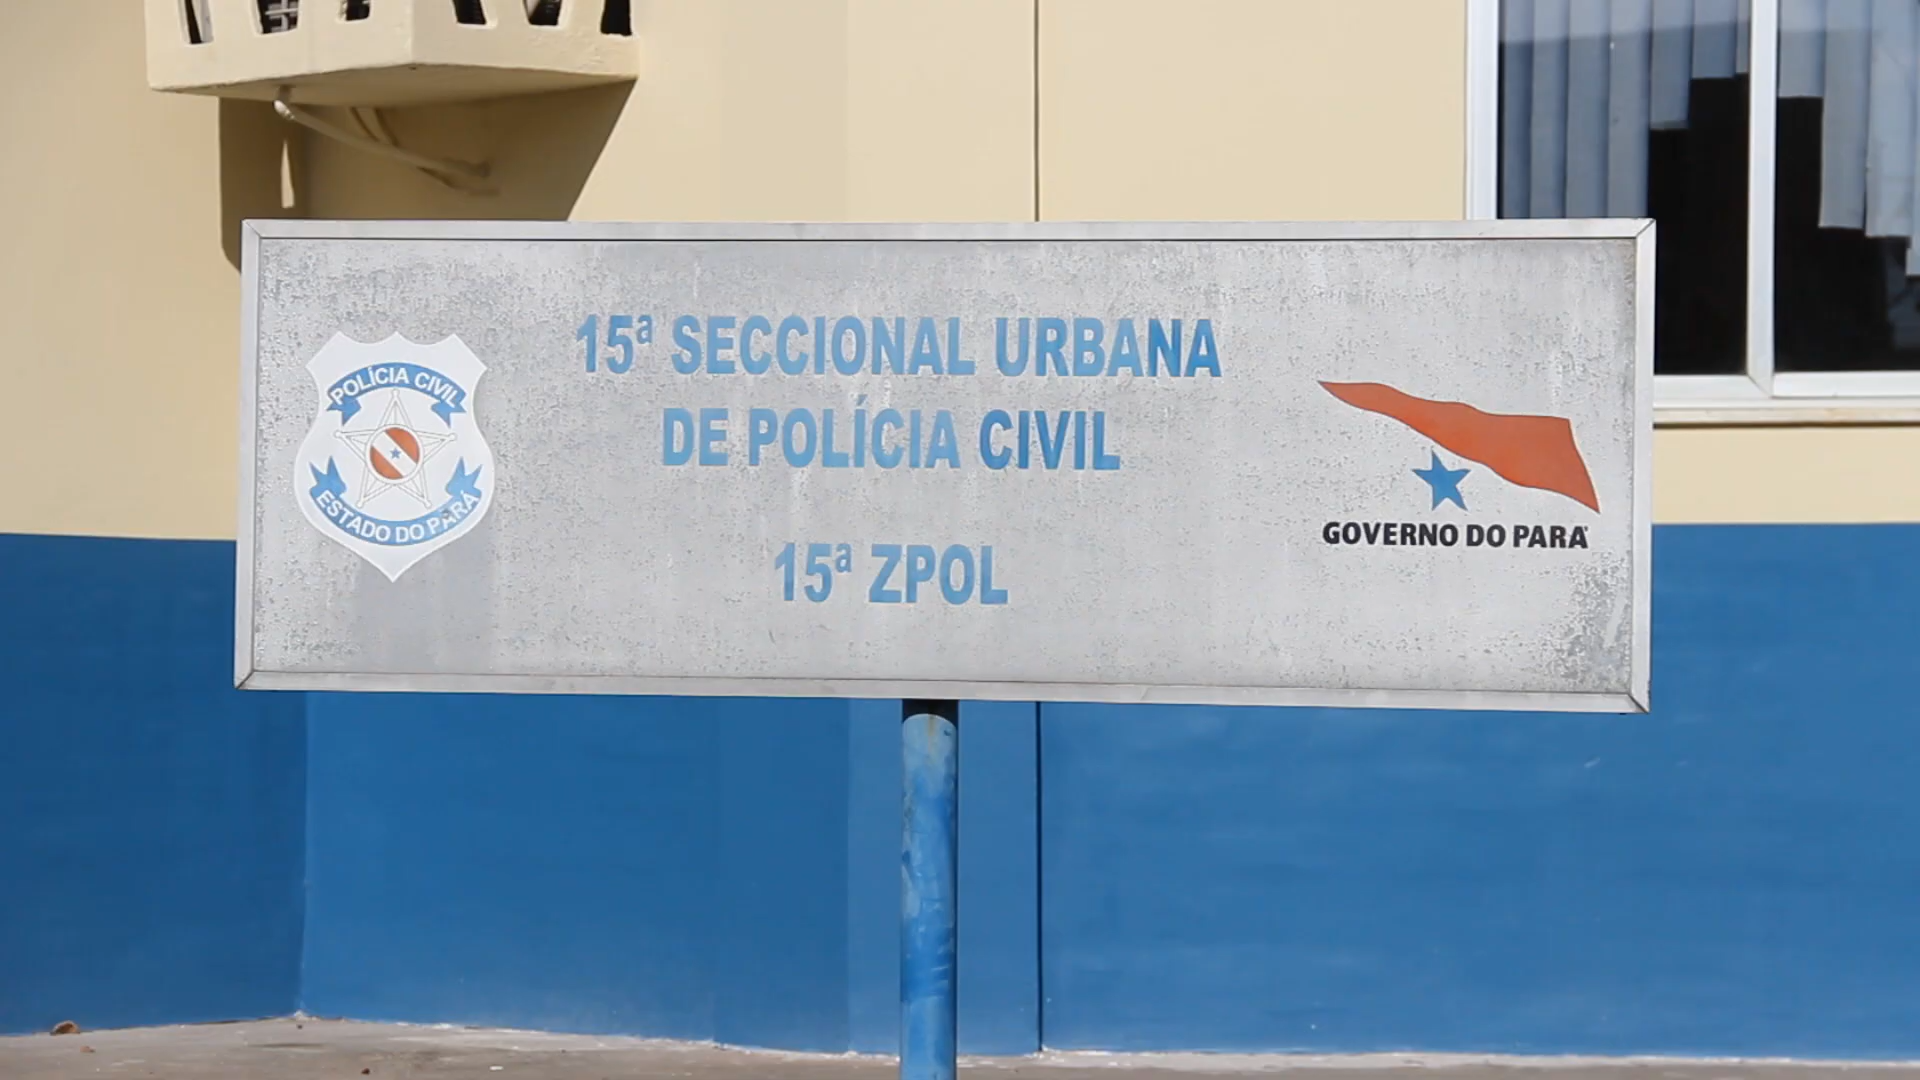 15ª SECCIONAL URBANA
DE POLÍCIA CIVIL
15ª ZPOL
POLÍCIA CIVIL
ESTADO DO PARÁ
GOVERNO DO PARÁ